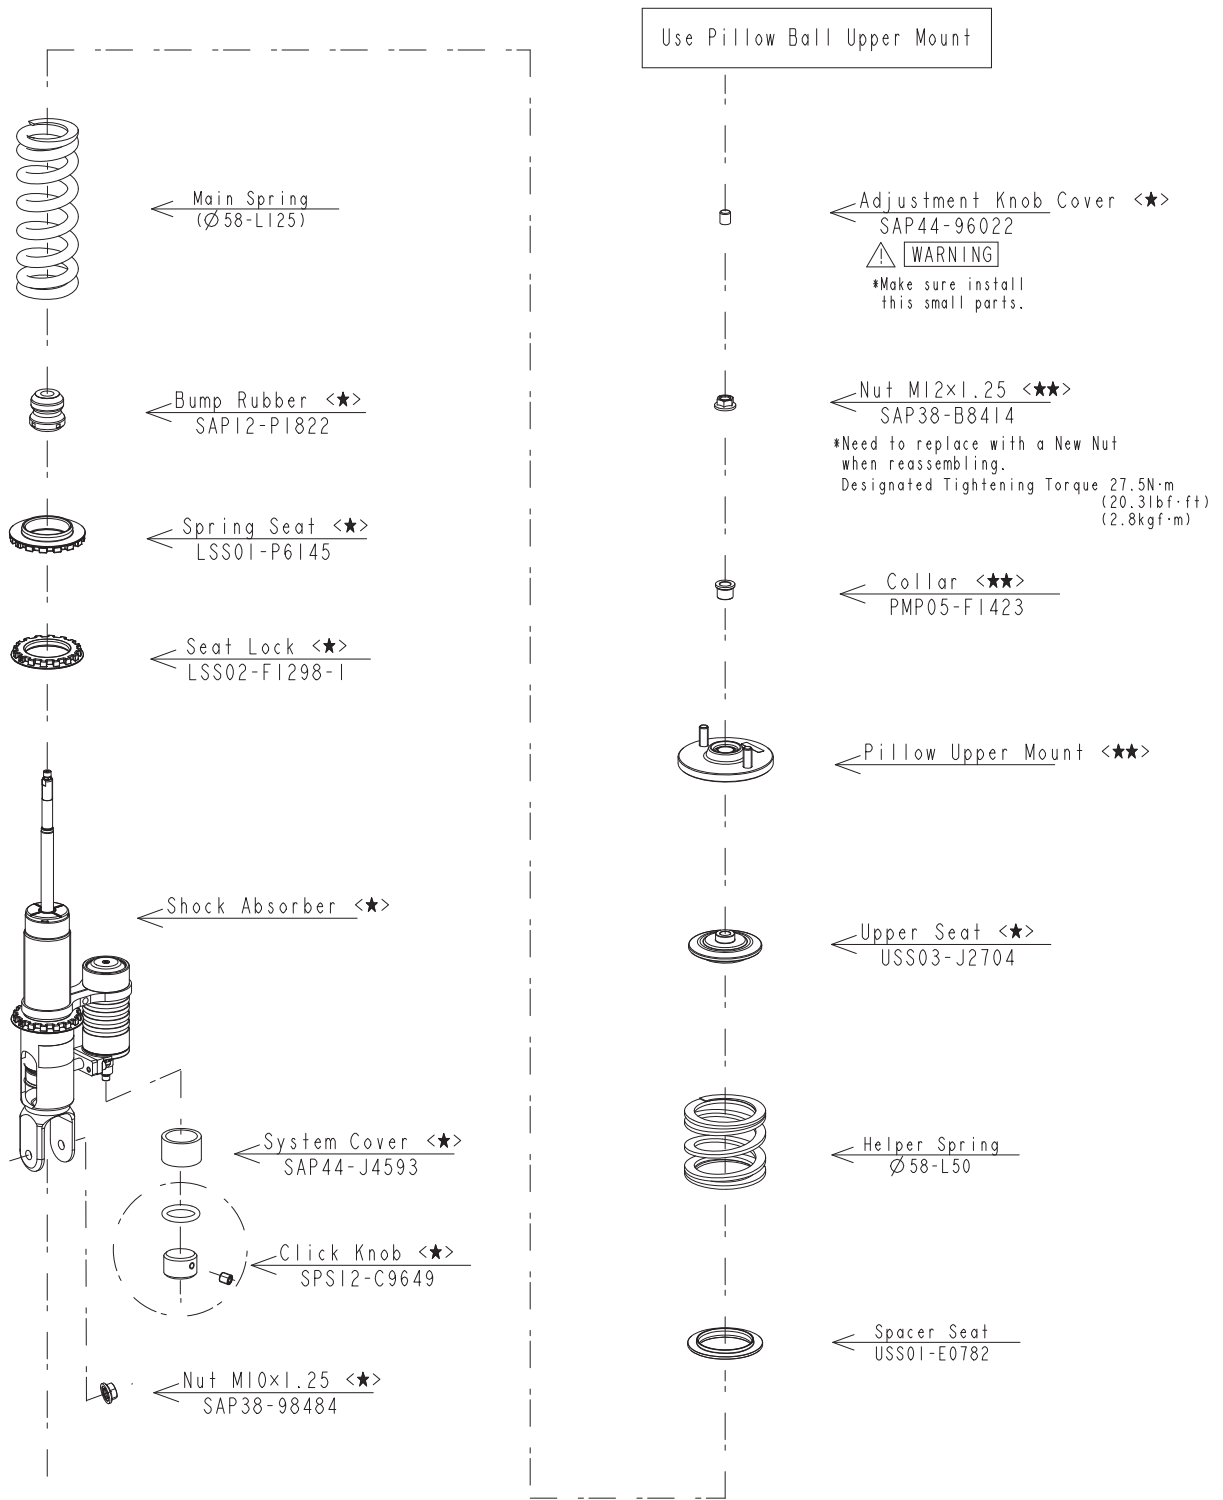 Use Pillow Ball Upper Mount
Main Spring
(Ø58-L125)
Bump Rubber <★>
SAP12-P1822
Spring Seat <★>
LSS01-P6145
Seat Lock <★>
LSS02-F1298-1
Shock Absorber <★>
System Cover <★>
SAP44-J4593
Click Knob <★>
SPS12-C9649
Nut M10×1.25 <★>
SAP38-98484
Adjustment Knob Cover <★>
SAP44-96022
WARNING
*Make sure install
this small parts.
Nut M12×1.25 <★★>
SAP38-B8414
*Need to replace with a New Nut
when reassembling.
Designated Tightening Torque 27.5N·m
(20.3lbf·ft)
(2.8kgf·m)
Collar <★★>
PMP05-F1423
Pillow Upper Mount <★★>
Upper Seat <★>
USS03-J2704
Helper Spring
Ø58-L50
Spacer Seat
USS01-E0782